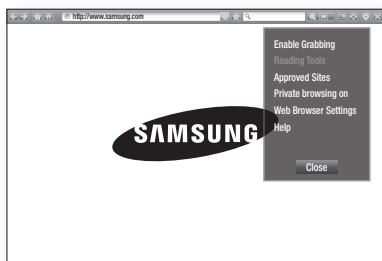 http://www.samsung.com
Enable Grabbing
Reading Tools
Approved Sites
Private browsing on
Web Browser Settings
Help
SAMSUNG
Close